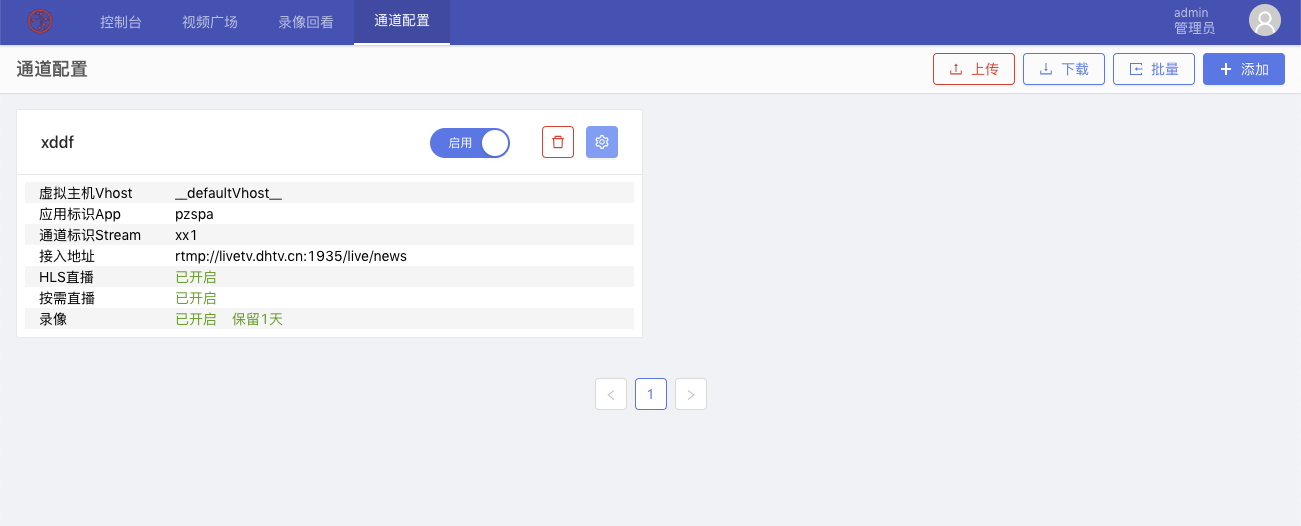 控制台 视频广场 录像回看 通道配置 admin
管理员
通道配置 上传 下载 批量 添加
xddf 启用
虚拟主机Vhost __defaultVhost__
应用标识App pzspa
通道标识Stream xx1
接入地址 rtmp://livetv.dhtv.cn:1935/live/news
HLS直播 已开启
按需直播 已开启
录像 已开启 保留1天
< 1 >